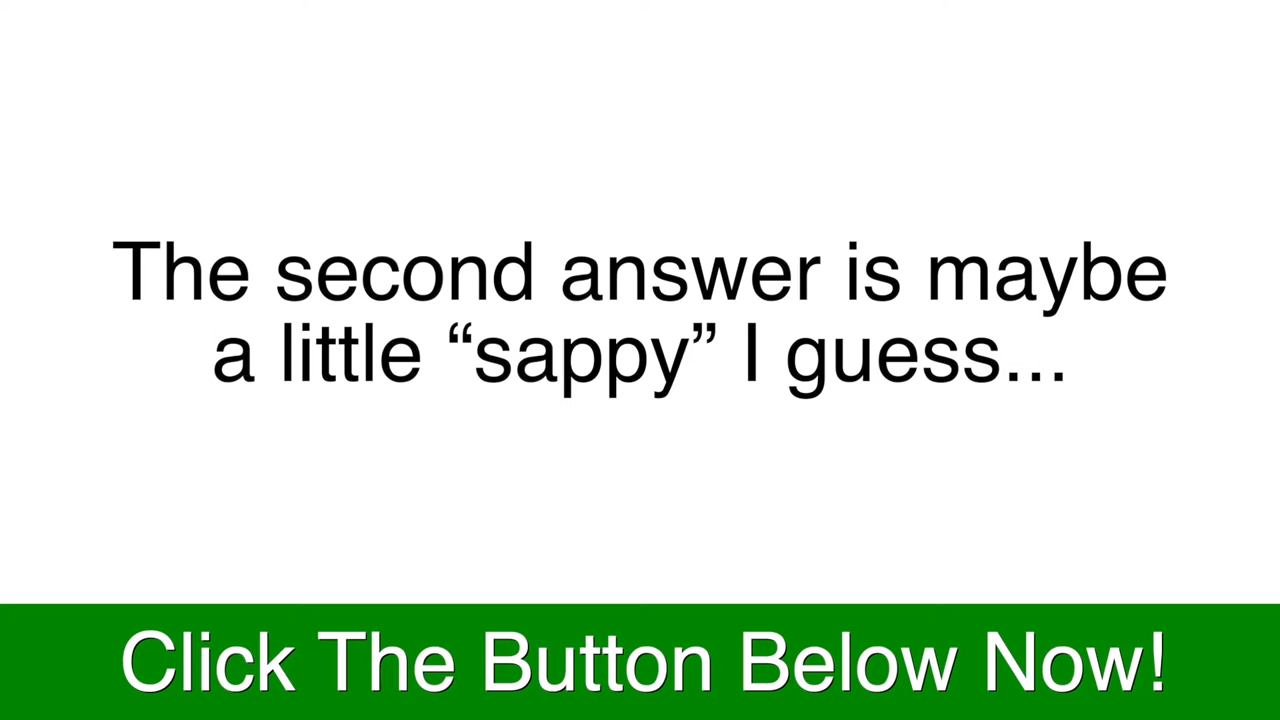 The second answer is maybe
a little “sappy” I guess...
Click The Button Below Now!